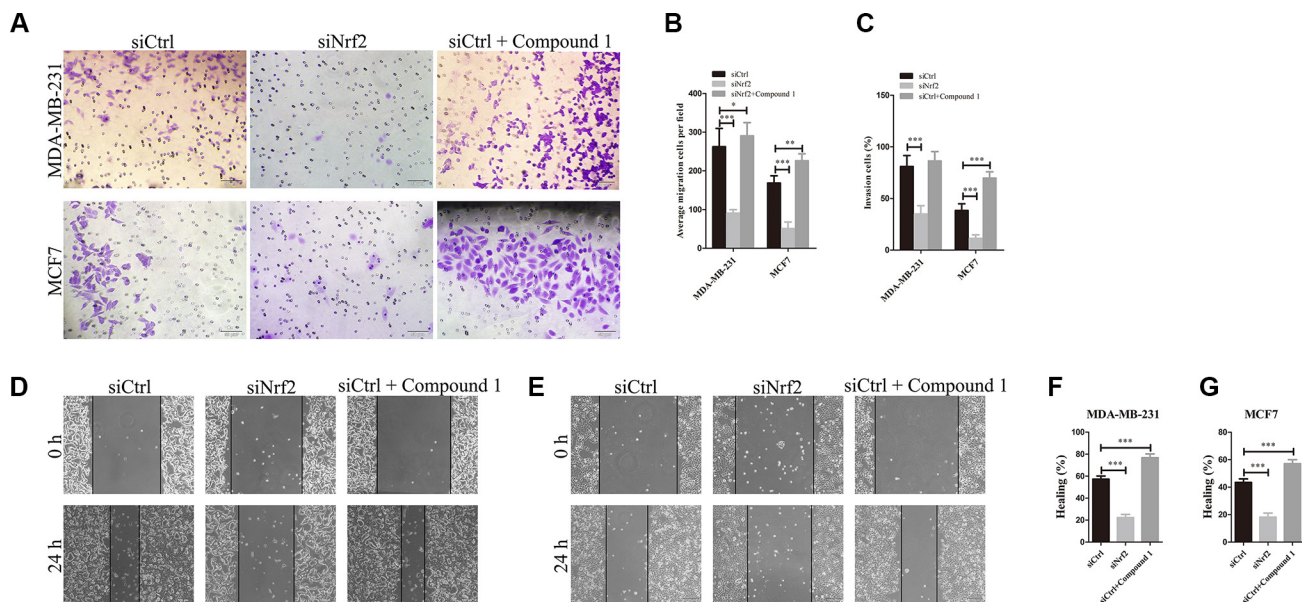 A
siCtrl
siNrf2
siCtrl + Compound 1
MDA-MB-231
MCF7
B
siCtrl
siNrf2
siNrf2+Compound 1
Average migration cells per field
400
300
200
100
0
*
***
**
***
MDA-MB-231
MCF7
C
siCtrl
siNrf2
siCtrl+Compound 1
Invasion cells (%)
150
100
50
0
***
***
***
MDA-MB-231
MCF7
D
siCtrl
siNrf2
siCtrl + Compound 1
0 h
24 h
E
siCtrl
siNrf2
siCtrl + Compound 1
0 h
24 h
F
MDA-MB-231
Healing (%)
100
80
60
40
20
0
***
***
siCtrl
siNrf2
siCtrl+Compound 1
G
MCF7
Healing (%)
80
60
40
20
0
***
***
siCtrl
siNrf2
siCtrl+Compound 1